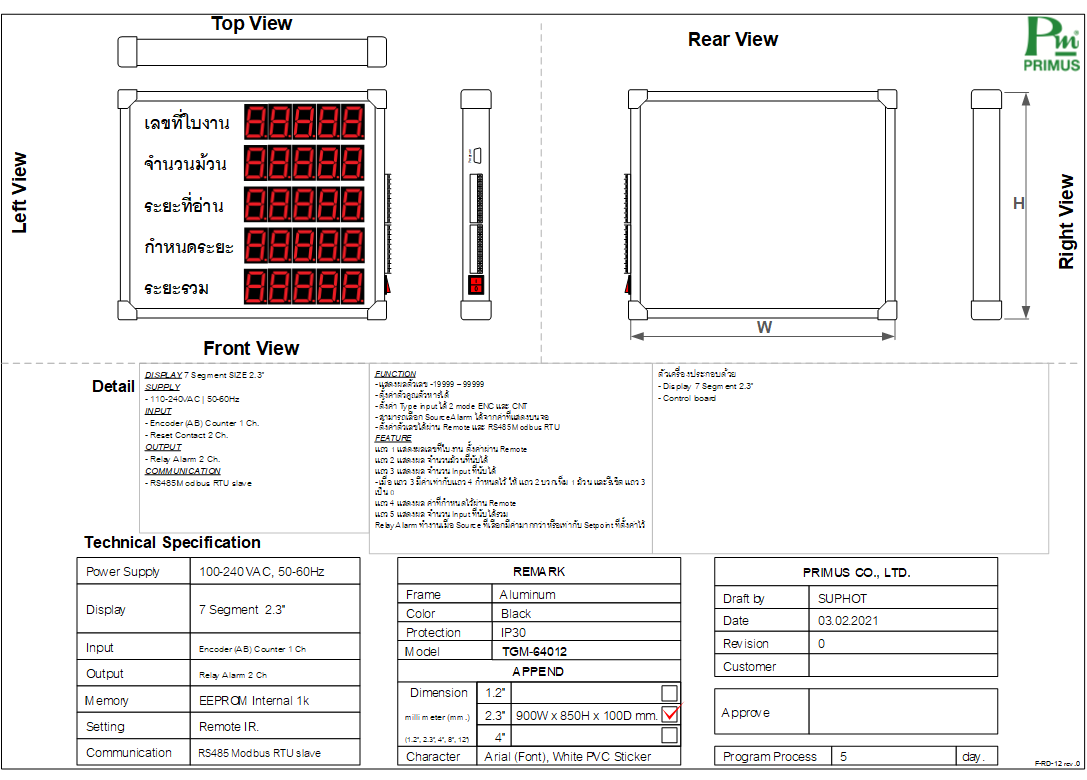 Top View
Rear View
Pm
PRIMUS
Left View
เลขที่ใบงาน 88888
จำนวนม้วน 88888
ระยะที่อ่าน 88888
กำหนดระยะ 88888
ระยะรวม 88888
H
Right View
W
Front View
Detail
DISPLAY 7 Segment SIZE 2.3"
SUPPLY
- 110-240VAC | 50-60Hz
INPUT
- Encoder (AB) Counter 1 Ch.
- Reset Contact 2 Ch.
OUTPUT
- Relay Alarm 2 Ch.
COMMUNICATION
- RS485 Modbus RTU slave
FUNCTION
-แสดงผลตัวเลข -19999 – 99999
-ตั้งค่าตัวคูณตัวหารได้
-ตั้งค่า Type input ได้ 2 mode ENC และ CNT
-สามารถเลือก Source Alarm ได้จากค่าที่แสดงบนจอ
-ตั้งค่าตัวเลขได้ผ่าน Remote และ RS485 Modbus RTU
FEATURE
แถว 1 แสดงผลเลขที่ใบงาน ตั้งค่าผ่าน Remote
แถว 2 แสดงผล จำนวนม้วนที่นับได้
แถว 3 แสดงผล จำนวน Input ที่นับได้
-เมื่อ แถว 3 มีค่าเท่ากับแถว 4 กำหนดไว้ ให้ แถว 2 บวกเพิ่ม 1 ม้วน และรีเซ็ต แถว 3
เป็น 0
แถว 4 แสดงผล ค่าที่กำหนดไว้ผ่าน Remote
แถว 5 แสดงผล จำนวน Input ที่นับได้รวม
Relay Alarm ทำงานเมื่อ Source ที่เลือกมีค่ามากกว่าหรือเท่ากับ Setpoint ที่ตั้งค่าไว้
ตัวเครื่องประกอบด้วย
- Display 7 Segment 2.3"
- Control board
Technical Specification
Power Supply 100-240VAC, 50-60Hz
Display 7 Segment 2.3"
Input Encoder (AB) Counter 1 Ch
Output Relay Alarm 2 Ch
Memory EEPROM Internal 1k
Setting Remote IR.
Communication RS485 Modbus RTU slave
REMARK
Frame Aluminum
Color Black
Protection IP30
Model TGM-64012
APPEND
Dimension 1.2"
millimeter (mm.) 2.3" 900W x 850H x 100D mm.
(1.2", 2.3", 4", 8", 12") 4"
Character Arial (Font), White PVC Sticker
PRIMUS CO., LTD.
Draft by SUPHOT
Date 03.02.2021
Revision 0
Customer
Approve
Program Process 5 day.
F-RD-12 rev.0